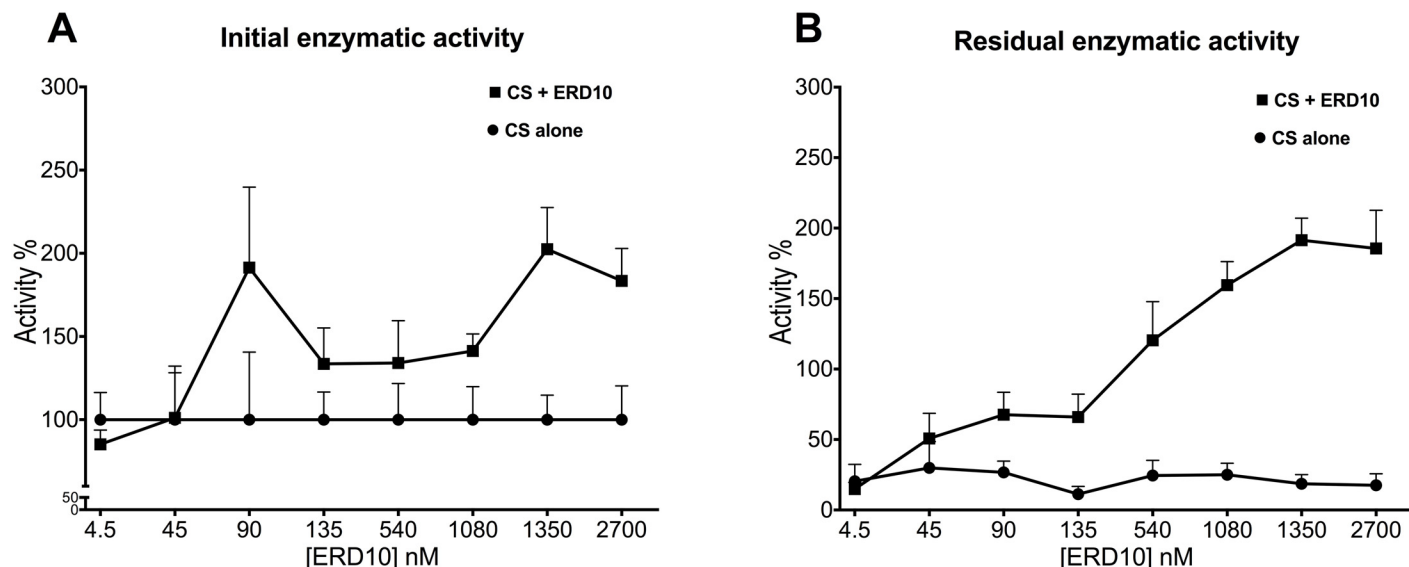 A
Initial enzymatic activity
CS + ERD10
CS alone
Activity %
300
250
200
150
100
50
0
4.5 45 90 135 540 1080 1350 2700
[ERD10] nM
B
Residual enzymatic activity
CS + ERD10
CS alone
Activity %
300
250
200
150
100
50
0
4.5 45 90 135 540 1080 1350 2700
[ERD10] nM